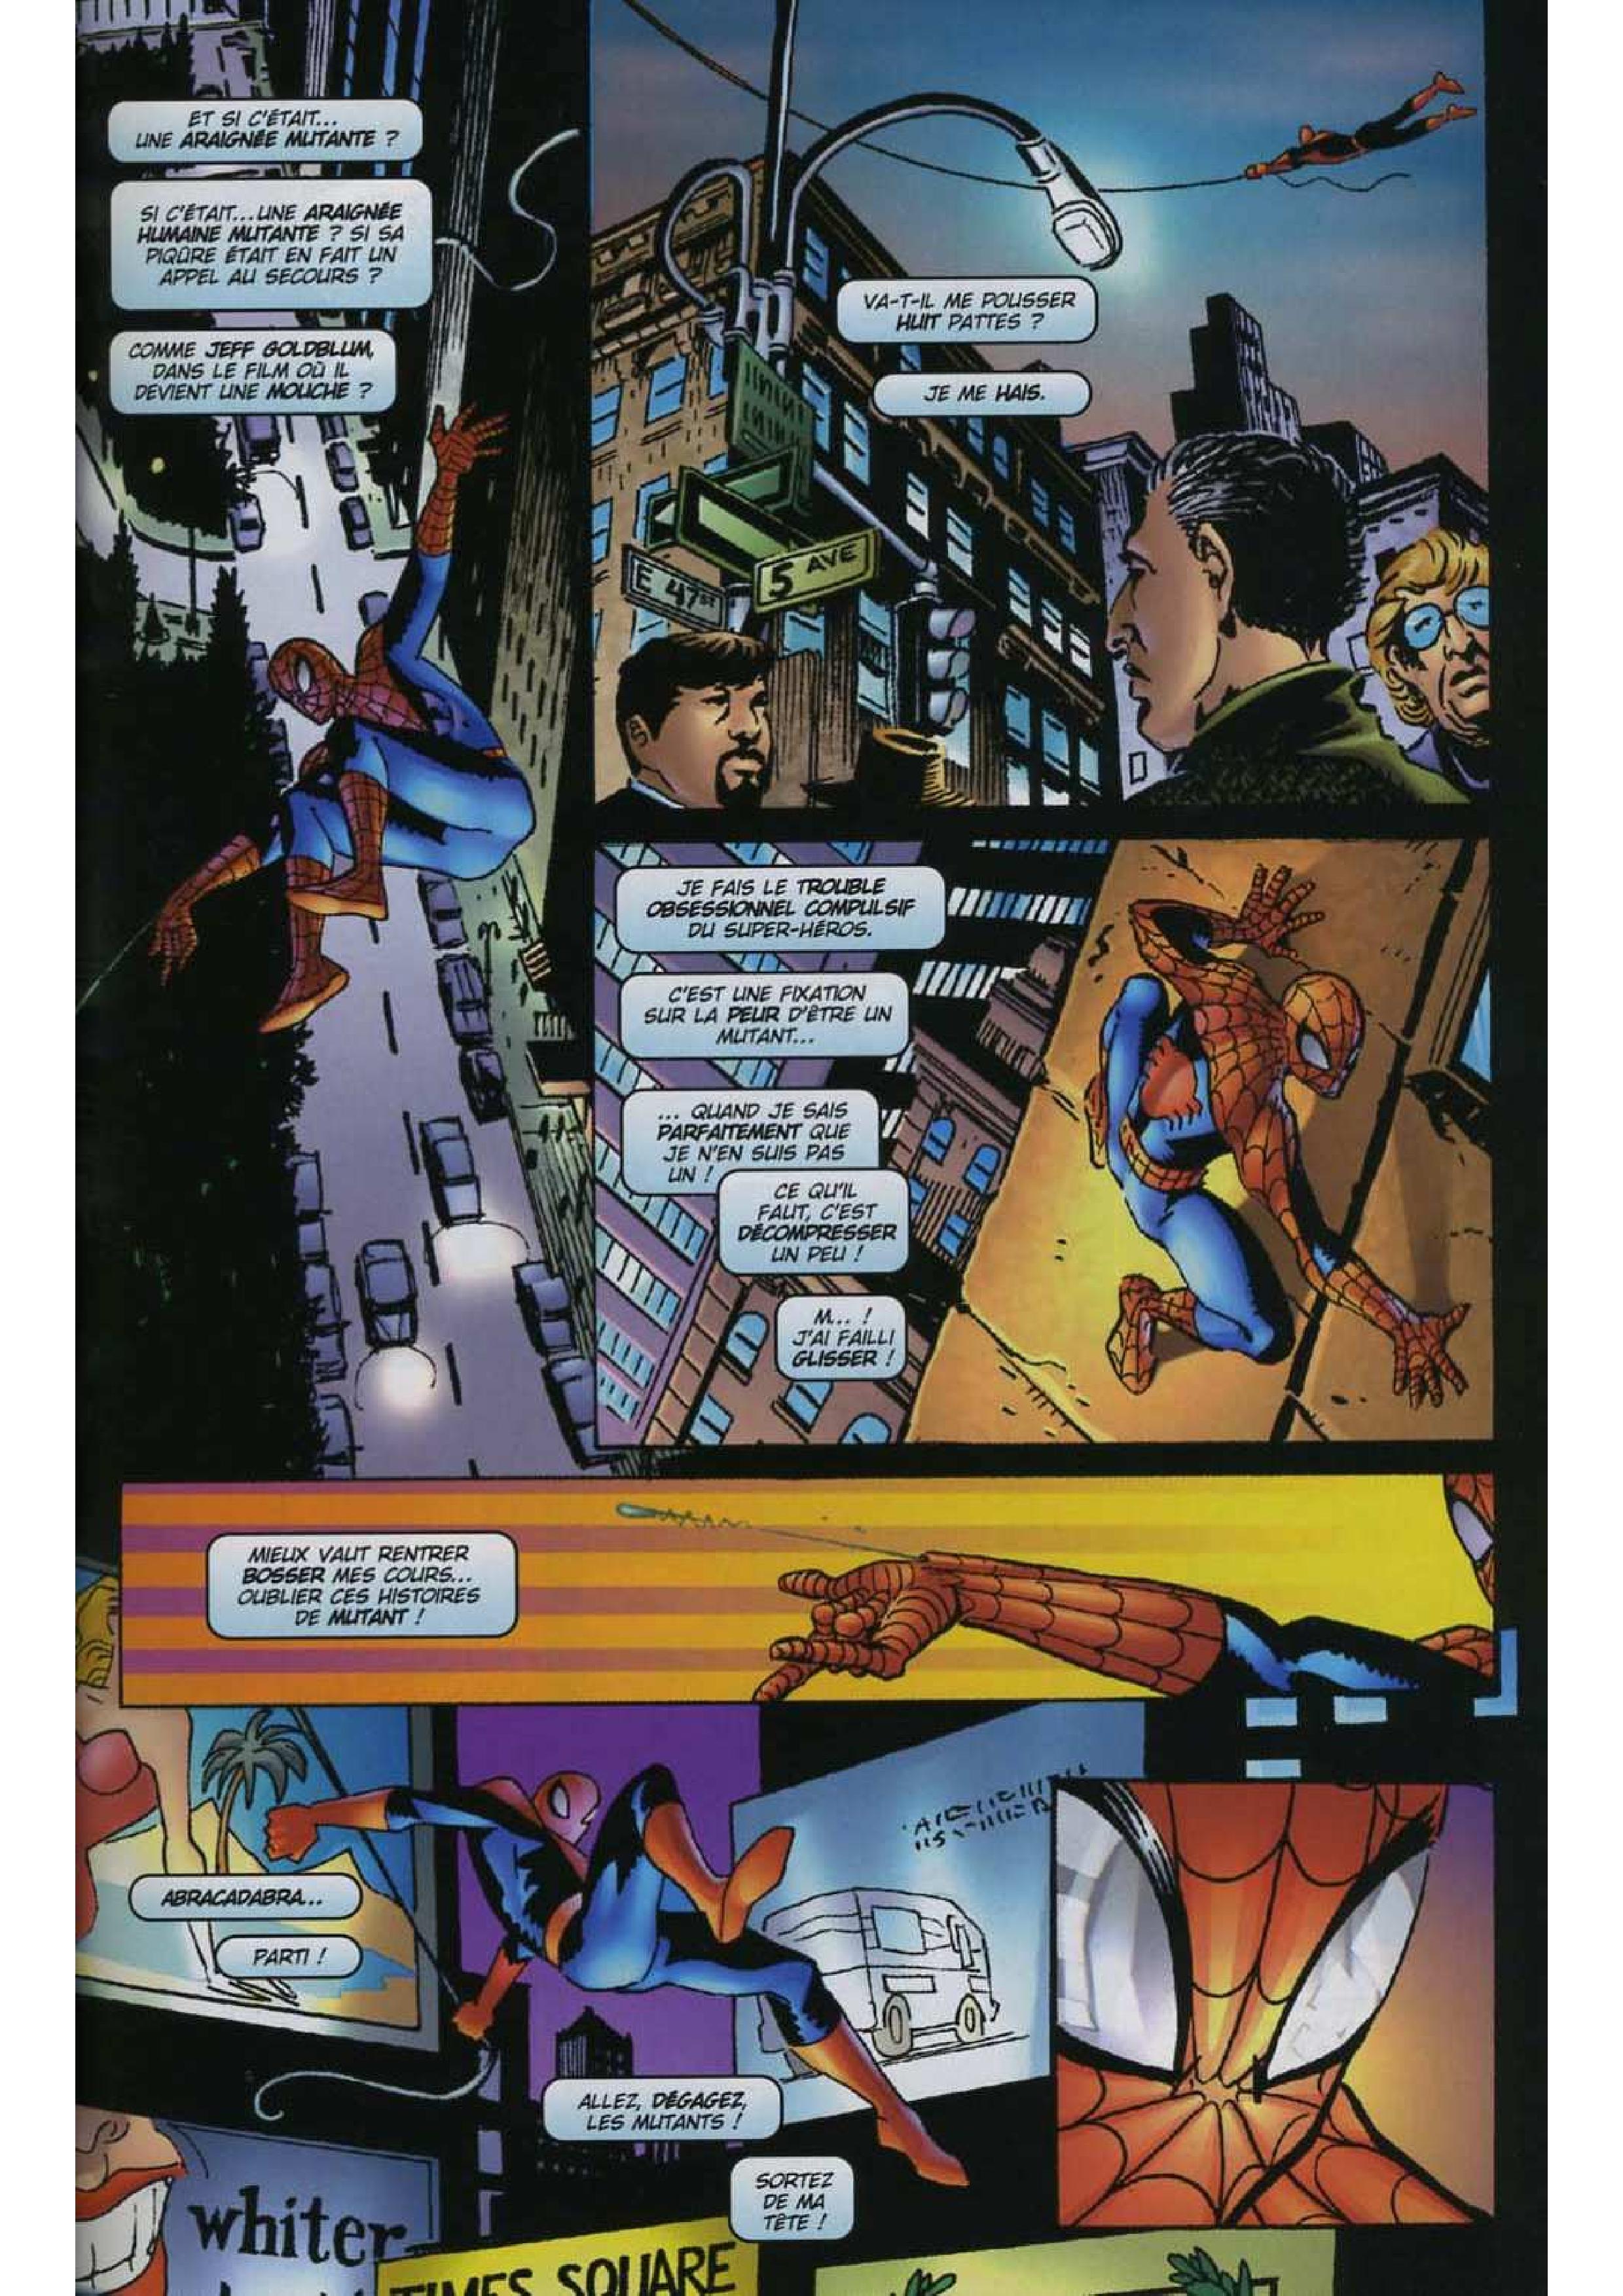 ET SI C'ÉTAIT...
UNE ARAIGNÉE MUTANTE ?
SI C'ÉTAIT... UNE ARAIGNÉE
HUMAINE MUTANTE ? SI SA
PIQÛRE ÉTAIT EN FAIT UN
APPEL AU SECOURS ?
COMME JEFF GOLDBLUM,
DANS LE FILM OÙ IL
DEVIENT UNE MOUCHE ?
VA-T-IL ME POUSSER
HUIT PATTES ?
JE ME HAIS.
E 47ST
5 AVE
JE FAIS LE TROUBLE
OBSESSIONNEL COMPULSIF
DU SUPER-HÉROS.
C'EST UNE FIXATION
SUR LA PEUR D'ÊTRE UN
MUTANT...
... QUAND JE SAIS
PARFAITEMENT QUE
JE N'EN SUIS PAS
UN !
CE QU'IL
FAUT, C'EST
DÉCOMPRESSER
UN PEU !
M... !
J'AI FAILLI
GLISSER !
MIEUX VAUT RENTRER
BOSSER MES COURS...
OUBLIER CES HISTOIRES
DE MUTANT !
ABRACADABRA...
PARTI !
ALLEZ, DÉGAGEZ,
LES MUTANTS !
SORTEZ
DE MA
TÊTE !
whiter
TIMES SQUARE